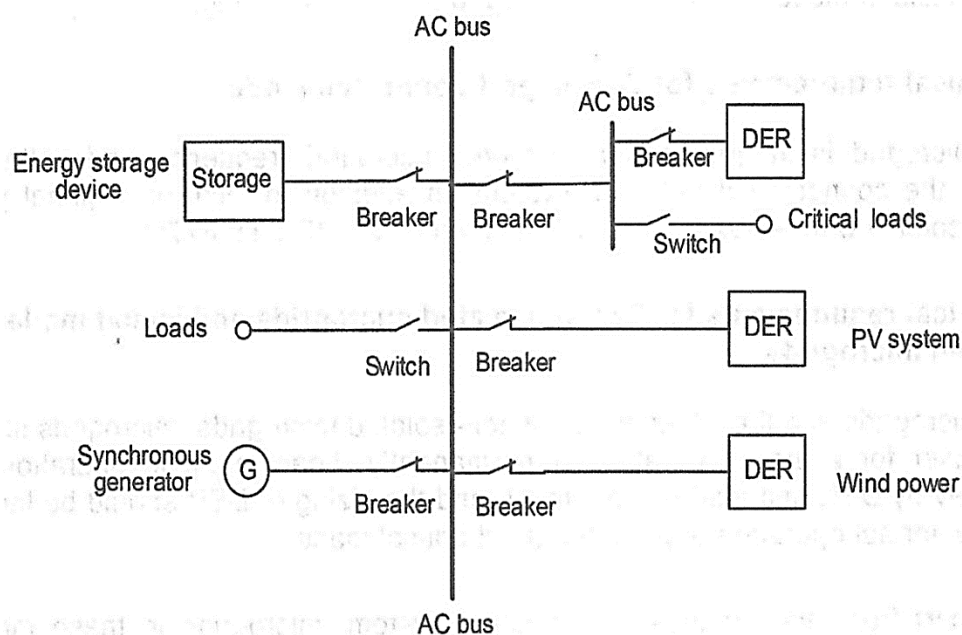 AC bus
AC bus
DER
Breaker
Energy storage
device
Storage
Breaker
Breaker
Critical loads
Switch
Loads
DER
PV system
Switch
Breaker
Synchronous
generator
G
DER
Wind power
Breaker
Breaker
AC bus